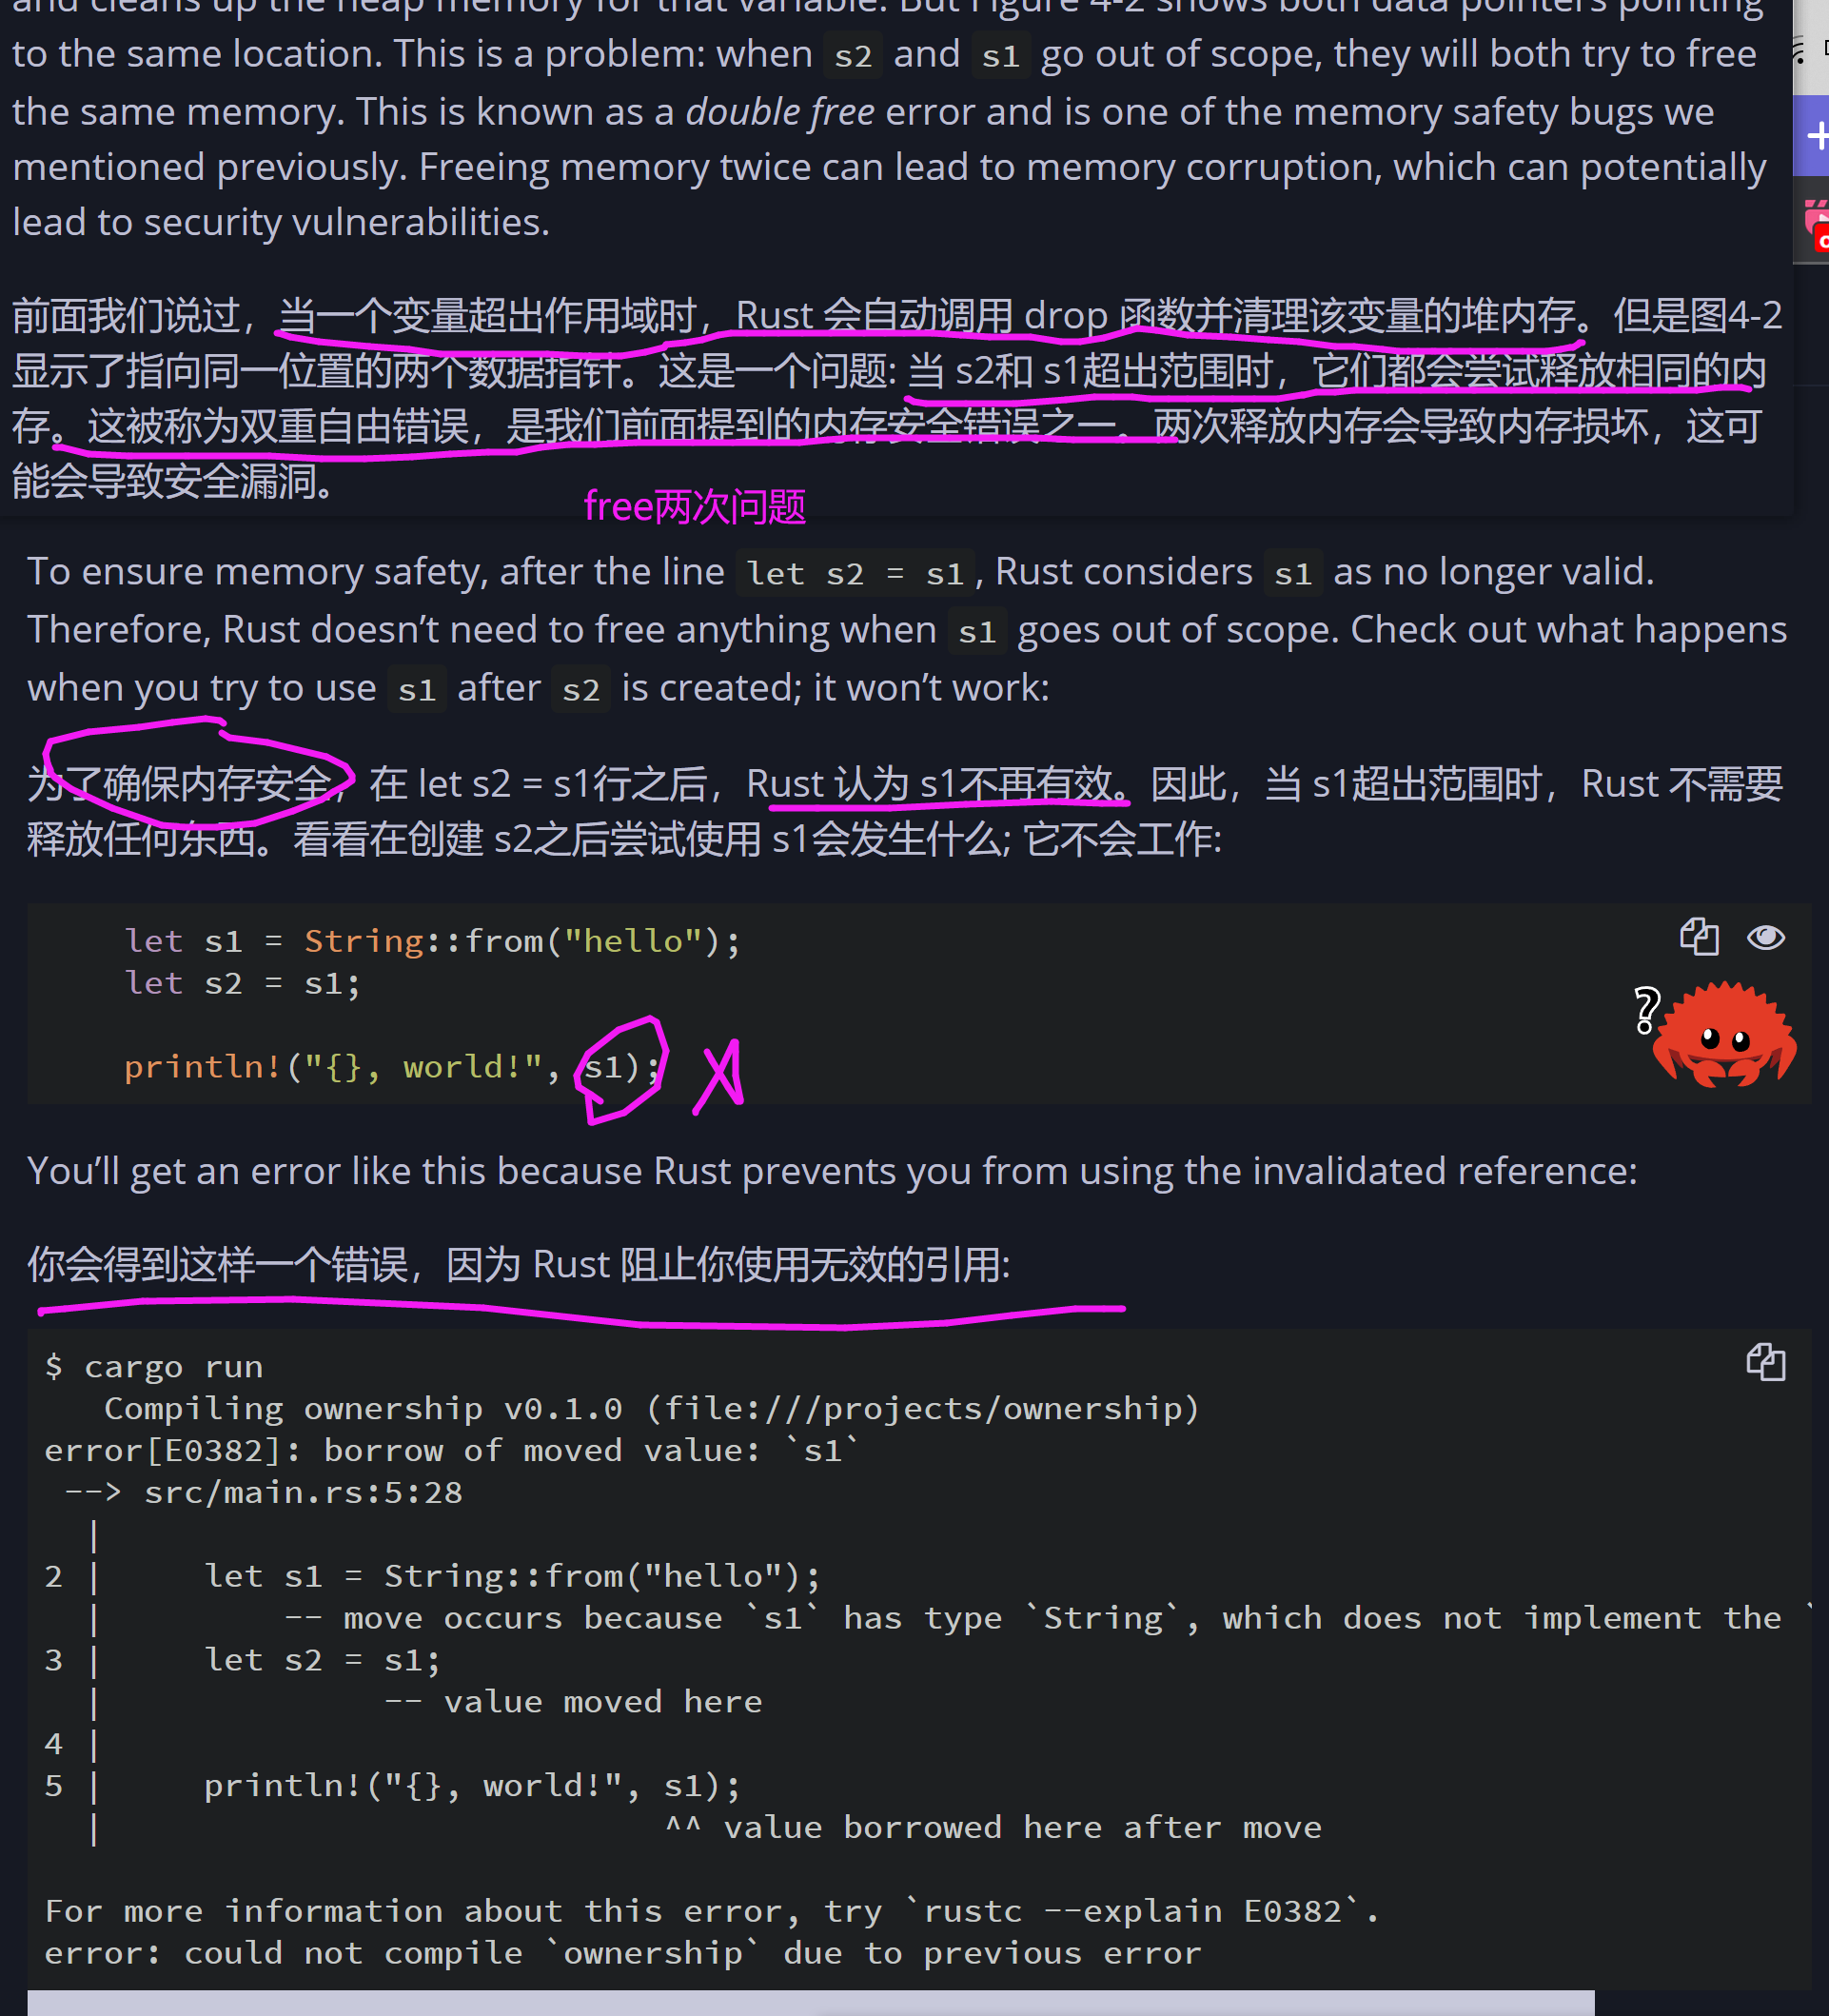 and cleans up the heap memory for that variable. But Figure 4-2 shows both data pointers pointing
to the same location. This is a problem: when s2 and s1 go out of scope, they will both try to free
the same memory. This is known as a double free error and is one of the memory safety bugs we
mentioned previously. Freeing memory twice can lead to memory corruption, which can potentially
lead to security vulnerabilities.
前面我们说过，当一个变量超出作用域时，Rust 会自动调用 drop 函数并清理该变量的堆内存。但是图4-2
显示了指向同一位置的两个数据指针。这是一个问题: 当 s2和 s1超出范围时，它们都会尝试释放相同的内
存。这被称为双重自由错误，是我们前面提到的内存安全错误之一。两次释放内存会导致内存损坏，这可
能会导致安全漏洞。
free两次问题
To ensure memory safety, after the line let s2 = s1, Rust considers s1 as no longer valid.
Therefore, Rust doesn’t need to free anything when s1 goes out of scope. Check out what happens
when you try to use s1 after s2 is created; it won’t work:
为了确保内存安全，在 let s2 = s1行之后，Rust 认为 s1不再有效。因此，当 s1超出范围时，Rust 不需要
释放任何东西。看看在创建 s2之后尝试使用 s1会发生什么; 它不会工作:
let s1 = String::from("hello");
let s2 = s1;
println!("{}, world!", s1);
X
?
You’ll get an error like this because Rust prevents you from using the invalidated reference:
你会得到这样一个错误，因为 Rust 阻止你使用无效的引用:
$ cargo run
   Compiling ownership v0.1.0 (file:///projects/ownership)
error[E0382]: borrow of moved value: `s1`
 --> src/main.rs:5:28
  |
2 |     let s1 = String::from("hello");
  |         -- move occurs because `s1` has type `String`, which does not implement the `
3 |     let s2 = s1;
  |              -- value moved here
4 |
5 |     println!("{}, world!", s1);
  |                            ^^ value borrowed here after move
For more information about this error, try `rustc --explain E0382`.
error: could not compile `ownership` due to previous error